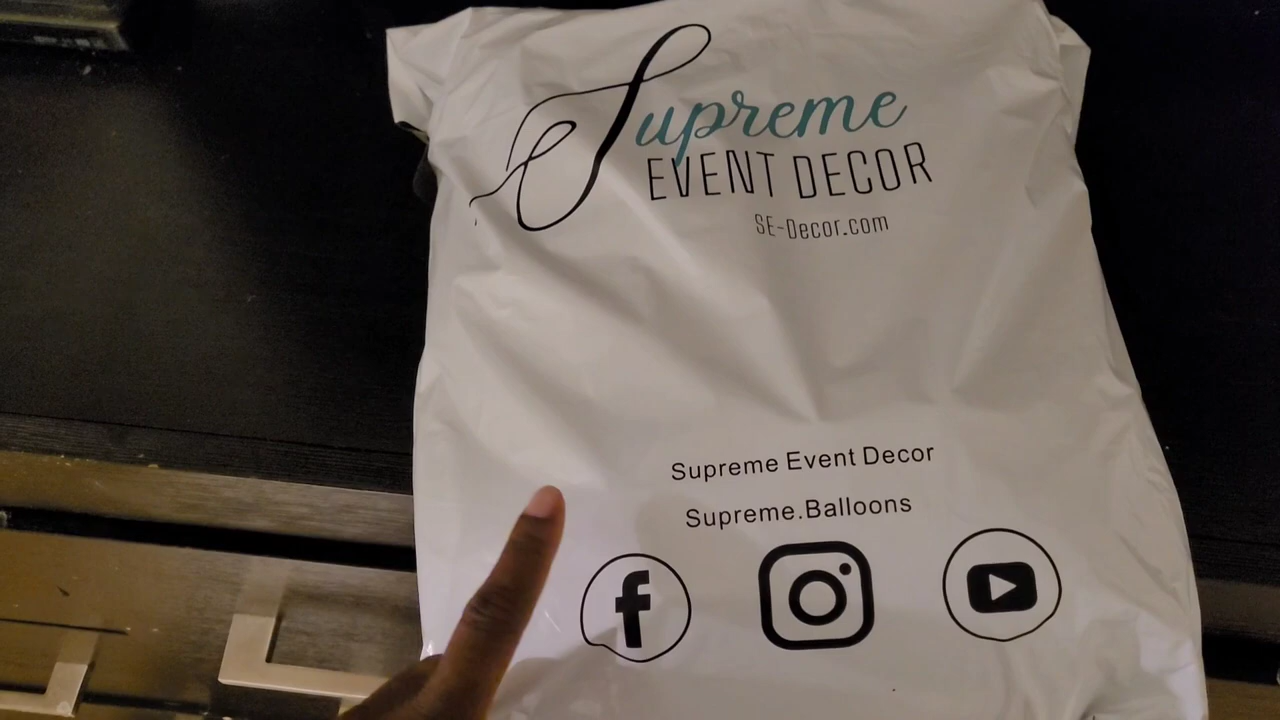 Supreme
EVENT DECOR
SE-Decor.com
Supreme Event Decor
Supreme.Balloons
f